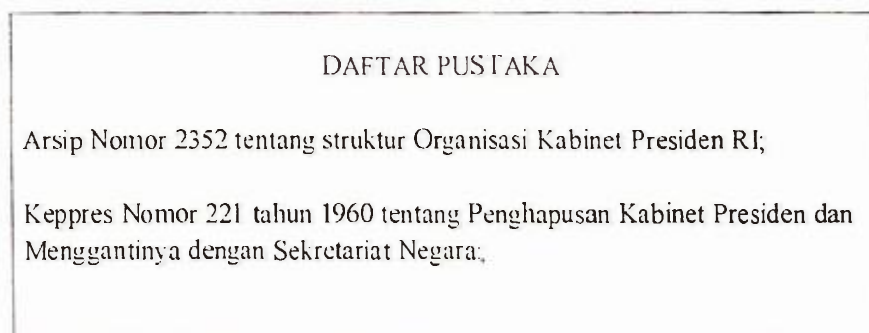 DAFTAR PUSTAKA
Arsip Nomor 2352 tentang struktur Organisasi Kabinet Presiden RI;
Keppres Nomor 221 tahun 1960 tentang Penghapusan Kabinet Presiden dan
Menggantinya dengan Sekretariat Negara:,